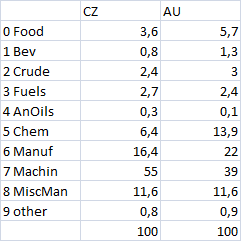 CZ AU
0 Food 3,6 5,7
1 Bev 0,8 1,3
2 Crude 2,4 3
3 Fuels 2,7 2,4
4 AnOils 0,3 0,1
5 Chem 6,4 13,9
6 Manuf 16,4 22
7 Machin 55 39
8 MiscMan 11,6 11,6
9 other 0,8 0,9
100 100